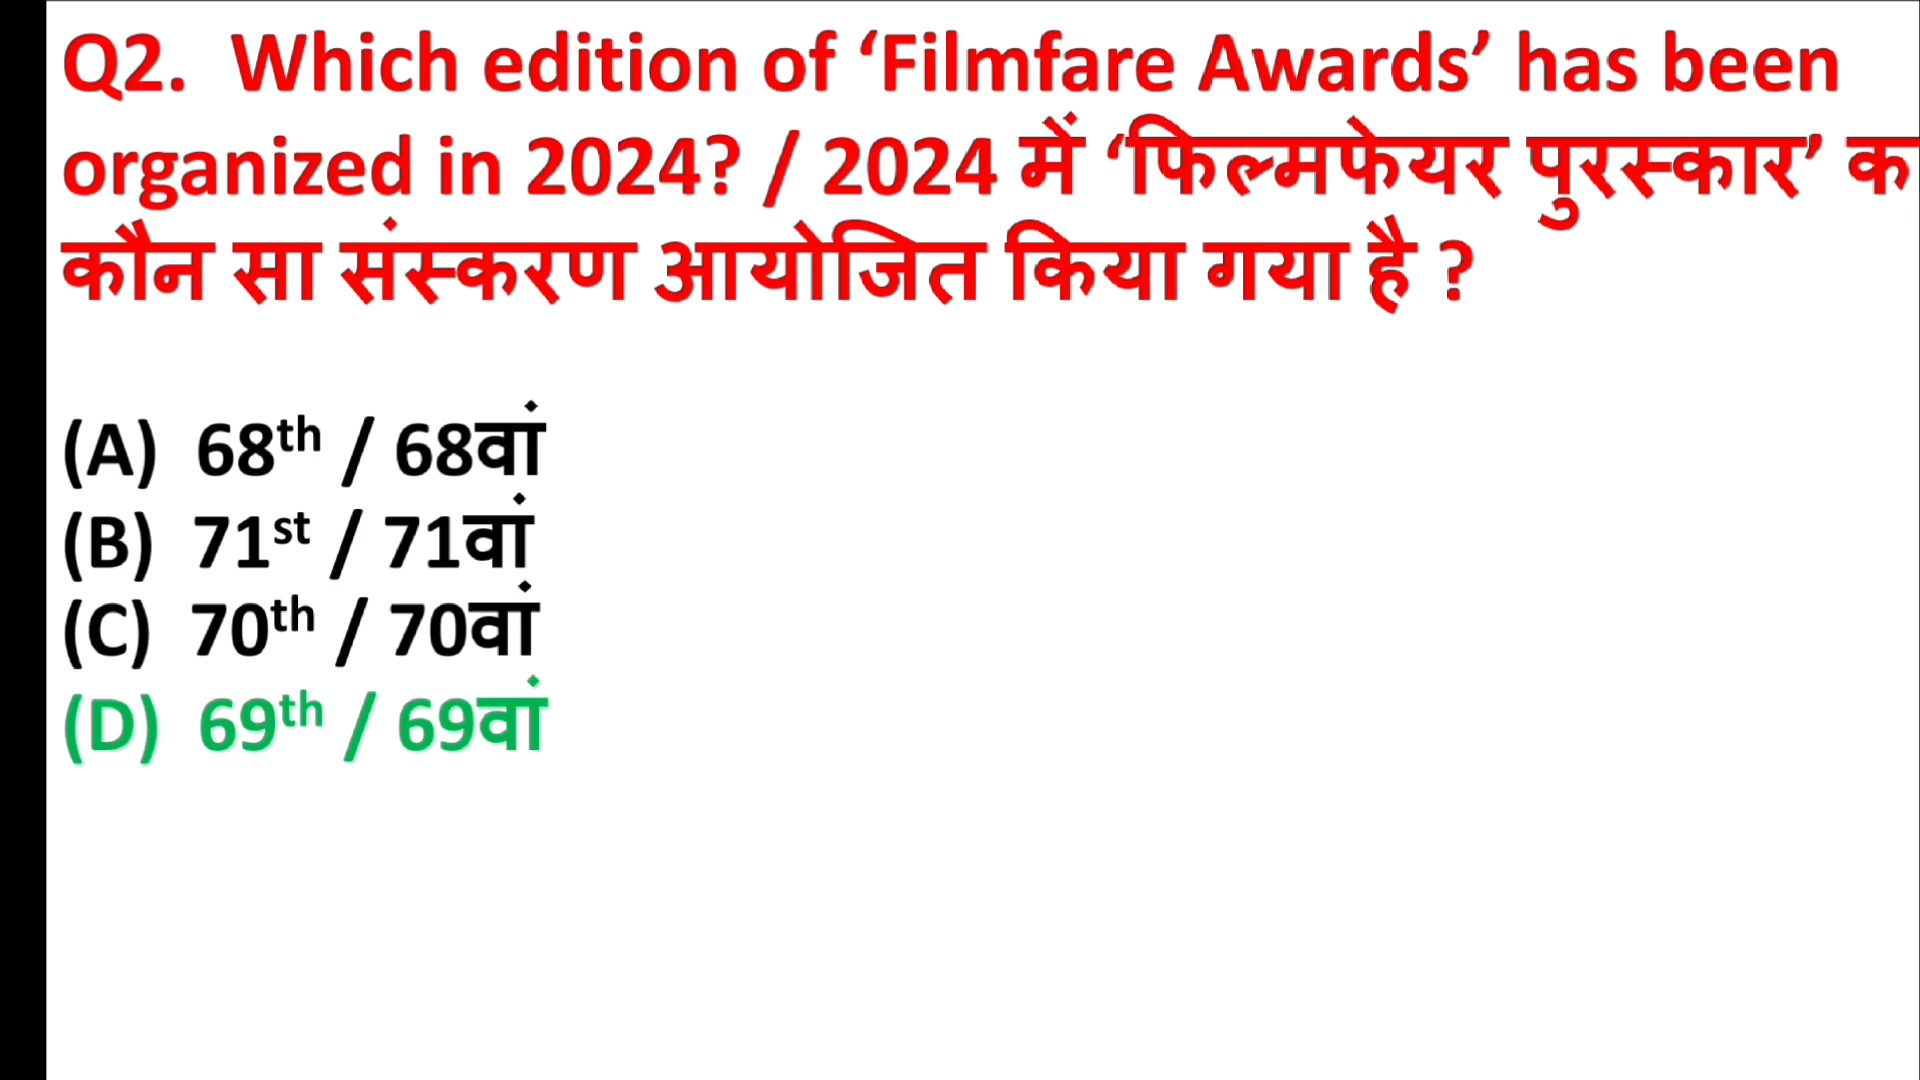 Q2. Which edition of ‘Filmfare Awards’ has been
organized in 2024? / 2024 में ‘फिल्मफेयर पुरस्कार’ क
कौन सा संस्करण आयोजित किया गया है ?
(A) 68th / 68वां
(B) 71st / 71वां
(C) 70th / 70वां
(D) 69th / 69वां